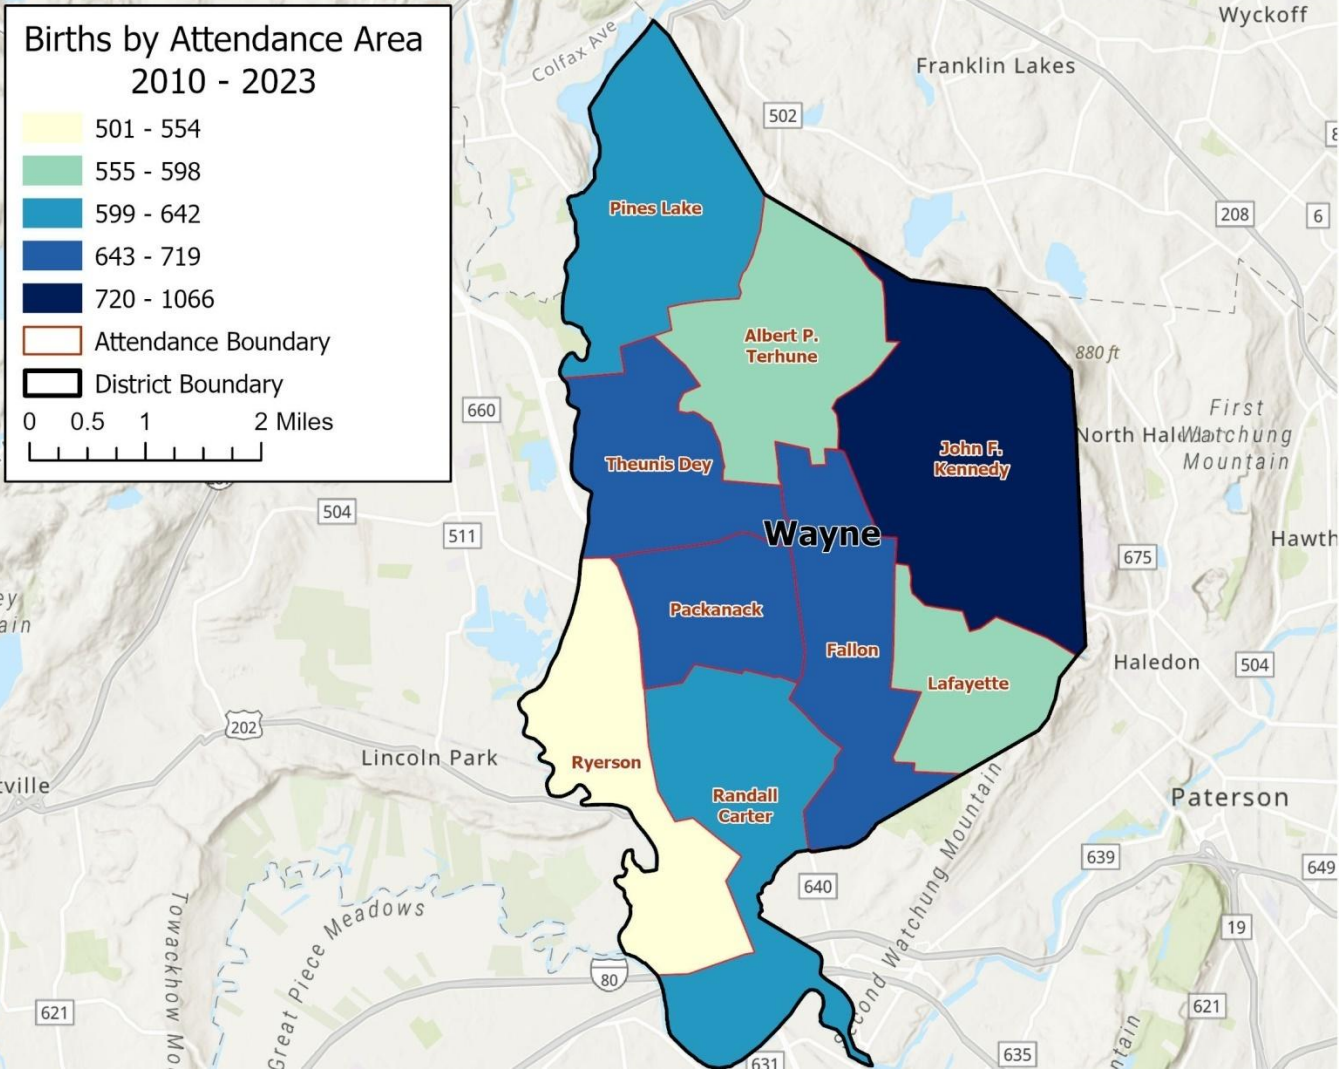 Births by Attendance Area
2010 - 2023
501 - 554
555 - 598
599 - 642
643 - 719
720 - 1066
Attendance Boundary
District Boundary
0 0.5 1 2 Miles
Wyckoff
Colfax Ave
Franklin Lakes
502
Pines Lake
208
6
Albert P.
Terhune
880 ft
660
First
Watchung
Mountain
North
John F.
Kennedy
Theunis Dey
504
511
Wayne
675
Packanack
Fallon
Lafayette
Haledon
504
202
Lincoln Park
Ryerson
Randall
Carter
Paterson
639
649
640
Towackhow
Great Piece Meadows
Second Watchung Mountain
19
80
621
621
635
631